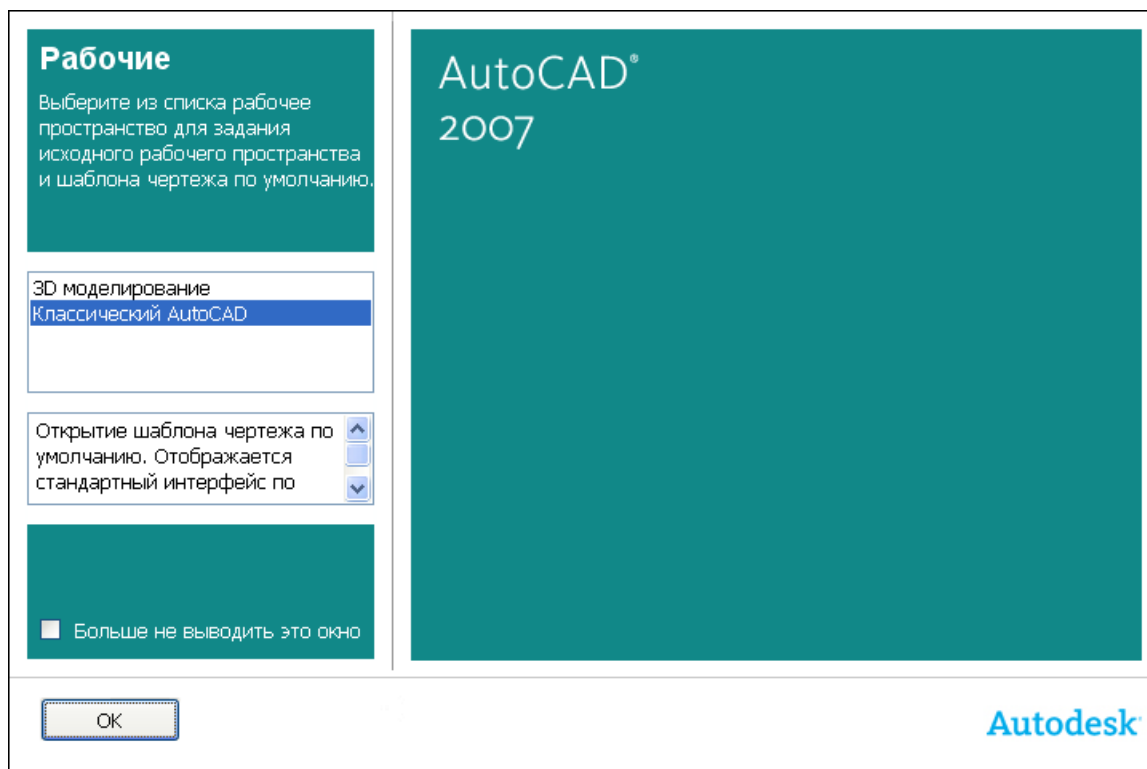 Рабочие
Выберите из списка рабочее
пространство для задания
исходного рабочего пространства
и шаблона чертежа по умолчанию.
3D моделирование
Классический AutoCAD
Открытие шаблона чертежа по
умолчанию. Отображается
стандартный интерфейс по
Больше не выводить это окно
OK
AutoCAD®
2007
Autodesk